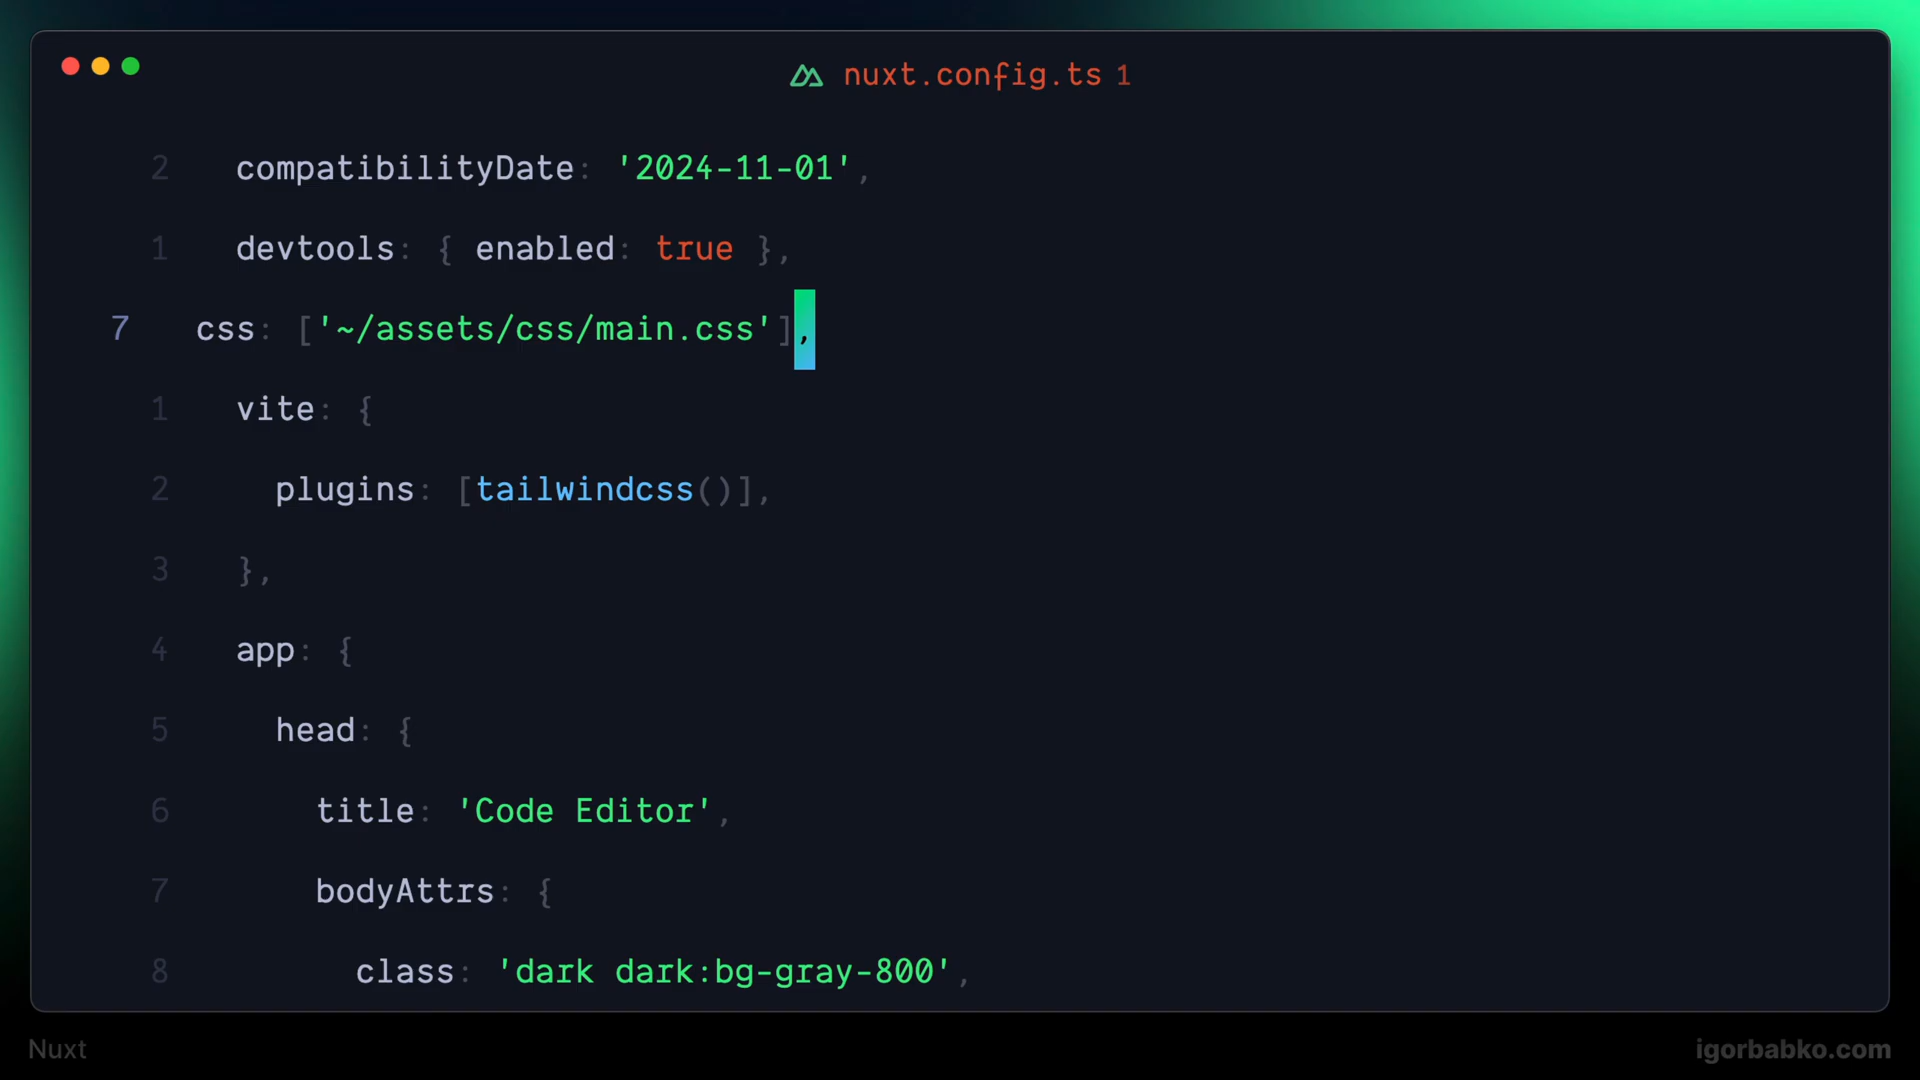 nuxt.config.ts 1
2 compatibilityDate: '2024-11-01',
1 devtools: { enabled: true },
7 css: ['~/assets/css/main.css'],
1 vite: {
2 plugins: [tailwindcss()],
3 },
4 app: {
5 head: {
6 title: 'Code Editor',
7 bodyAttrs: {
8 class: 'dark dark:bg-gray-800',
Nuxt
igorbabko.com